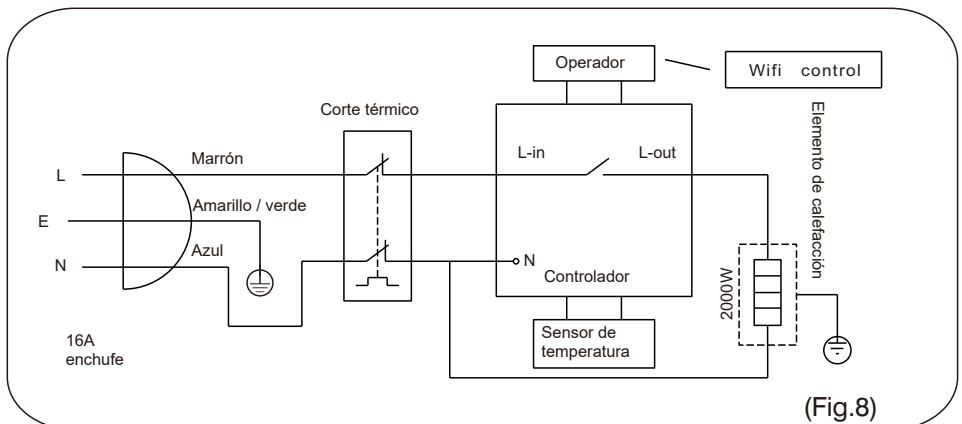 Operador
Wifi control
Corte térmico
Elemento de calefacción
Marrón
L-in
L-out
L
Amarillo / verde
E
Azul
N
N
Controlador
2000W
16A
enchufe
Sensor de
temperatura
(Fig.8)